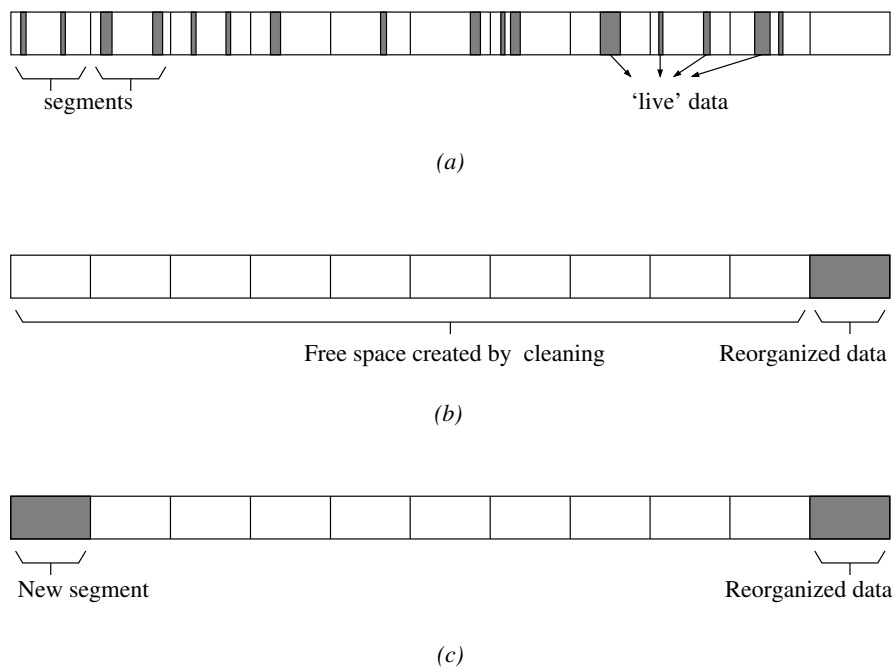 segments
‘live’ data
(a)
Free space created by cleaning
Reorganized data
(b)
New segment
Reorganized data
(c)